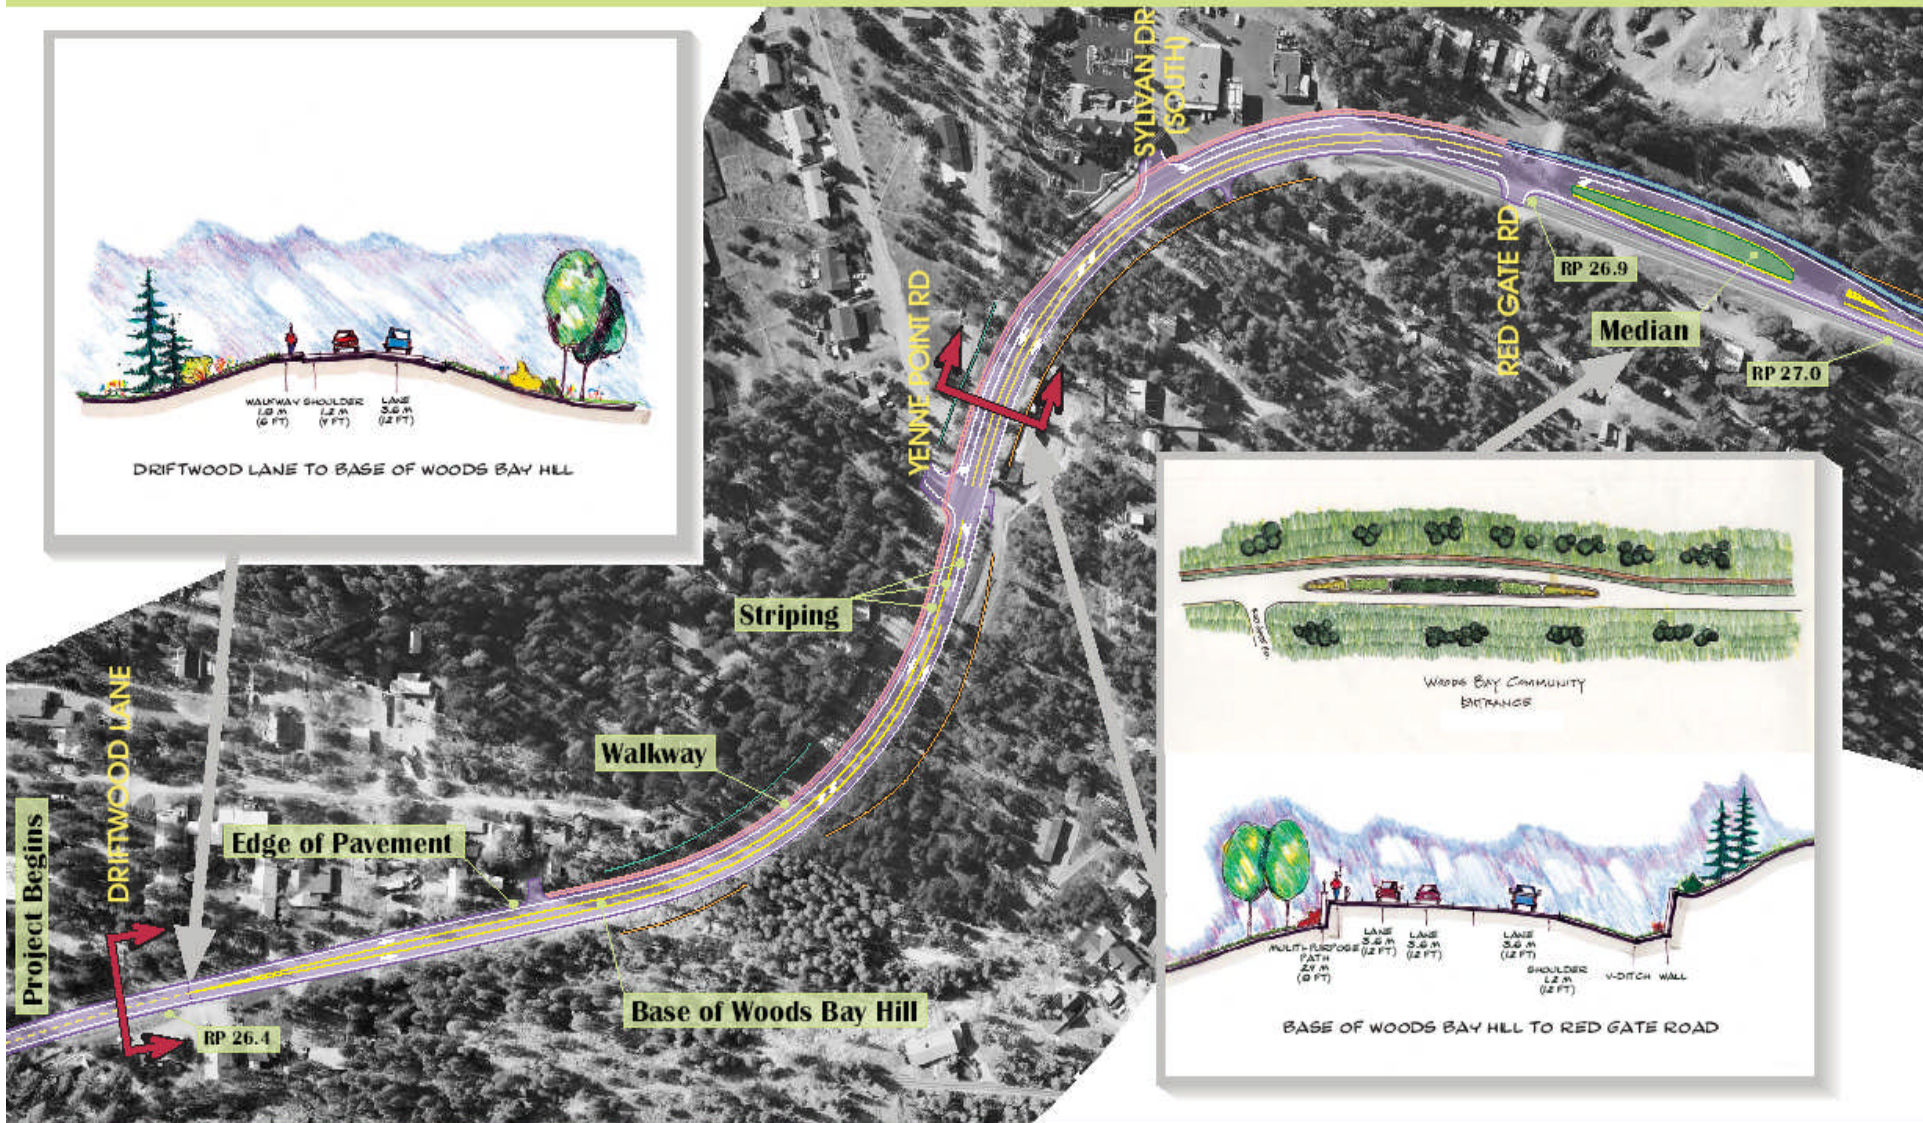 SYLIVAN DR
(SOUTH)
YENNE POINT RD
RED GATE RD
RP 26.9
Median
RP 27.0
WALKWAY SHOULDER LANE
1.8 M 1.2 M 3.6 M
(6 FT) (4 FT) (12 FT)
DRIFTWOOD LANE TO BASE OF WOODS BAY HILL
Striping
Walkway
Edge of Pavement
DRIFTWOOD LANE
Project Begins
RP 26.4
Base of Woods Bay Hill
WOODS BAY COMMUNITY
ENTRANCE
MULITI-PURPOSE
PATH
2.4 M
(8 FT)
LANE
3.6 M
(12 FT)
LANE
3.6 M
(12 FT)
LANE
3.6 M
(12 FT)
SHOULDER
1.2 M
(12 FT)
V-DITCH WALL
BASE OF WOODS BAY HILL TO RED GATE ROAD